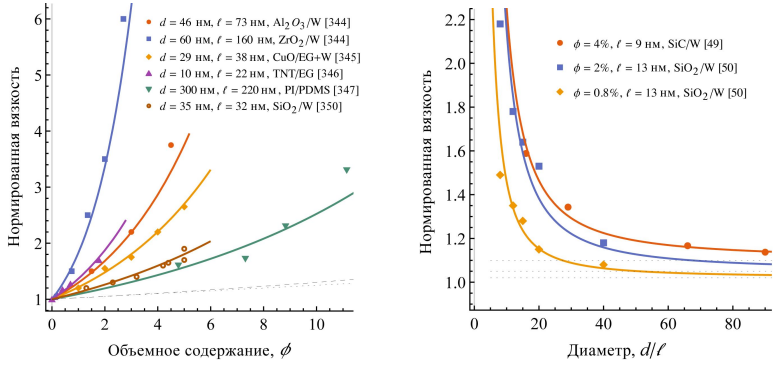 d = 46 нм, ℓ = 73 нм, Al2O3/W [344]
d = 60 нм, ℓ = 160 нм, ZrO2/W [344]
d = 29 нм, ℓ = 38 нм, CuO/EG+W [345]
d = 10 нм, ℓ = 22 нм, TNT/EG [346]
d = 300 нм, ℓ = 220 нм, PI/PDMS [347]
d = 35 нм, ℓ = 32 нм, SiO2/W [350]
Нормированная вязкость
6
5
4
3
2
1
0 2 4 6 8 10
Объемное содержание, ϕ
ϕ = 4%, ℓ = 9 нм, SiC/W [49]
ϕ = 2%, ℓ = 13 нм, SiO2/W [50]
ϕ = 0.8%, ℓ = 13 нм, SiO2/W [50]
Нормированная вязкость
2.2
2.0
1.8
1.6
1.4
1.2
1.0
0 20 40 60 80
Диаметр, d/ℓ